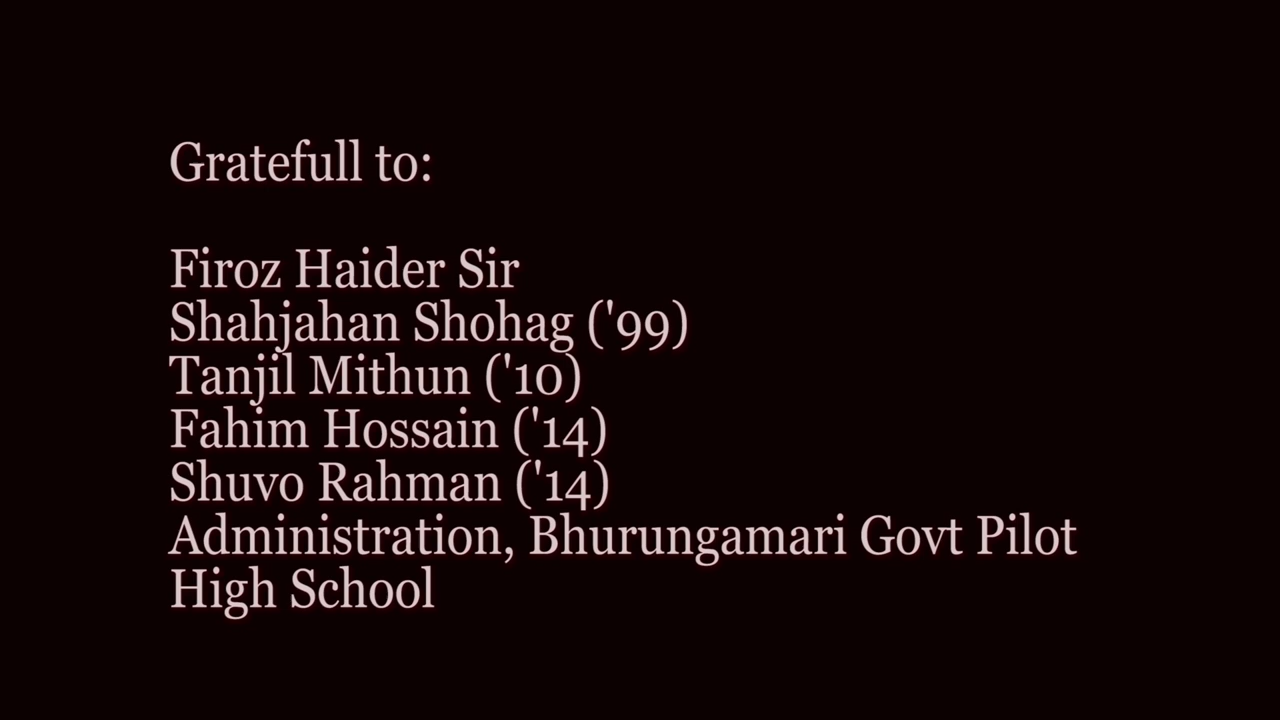 Gratefull to:
Firoz Haider Sir
Shahjahan Shohag ('99)
Tanjil Mithun ('10)
Fahim Hossain ('14)
Shuvo Rahman ('14)
Administration, Bhurungamari Govt Pilot
High School